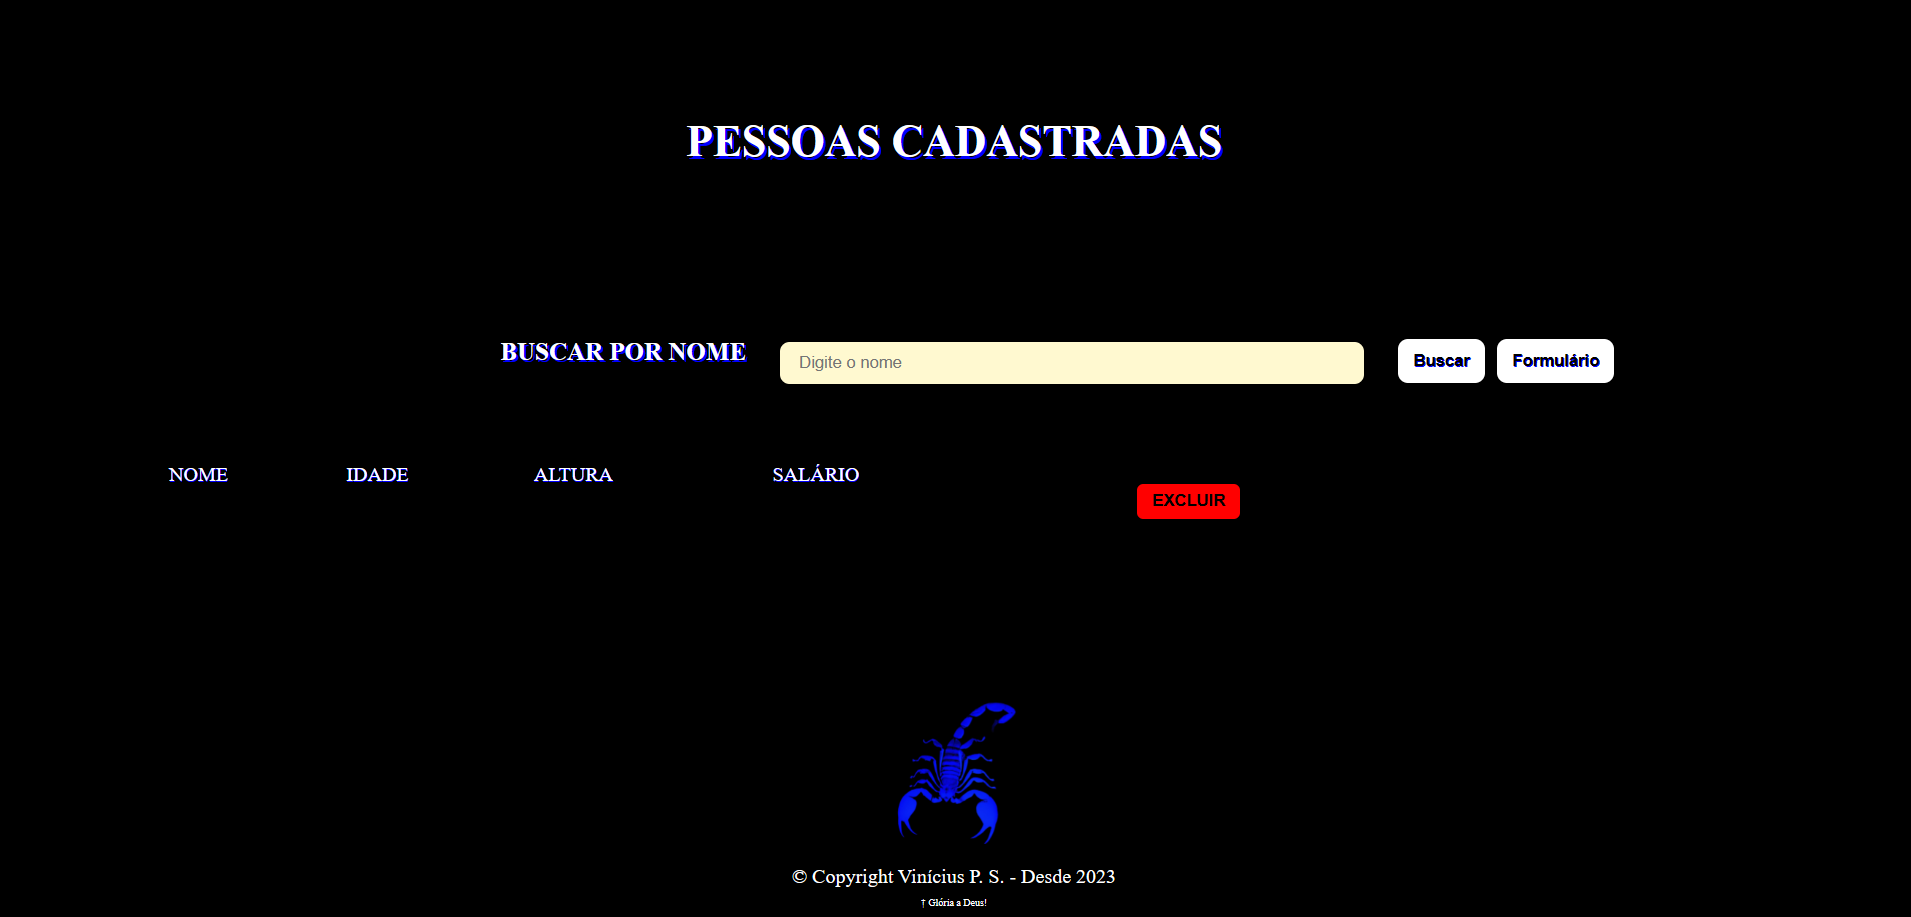 PESSOAS CADASTRADAS
BUSCAR POR NOME Digite o nome Buscar Formulário
NOME IDADE ALTURA SALÁRIO
EXCLUIR
© Copyright Vinícius P. S. - Desde 2023
† Glória a Deus!